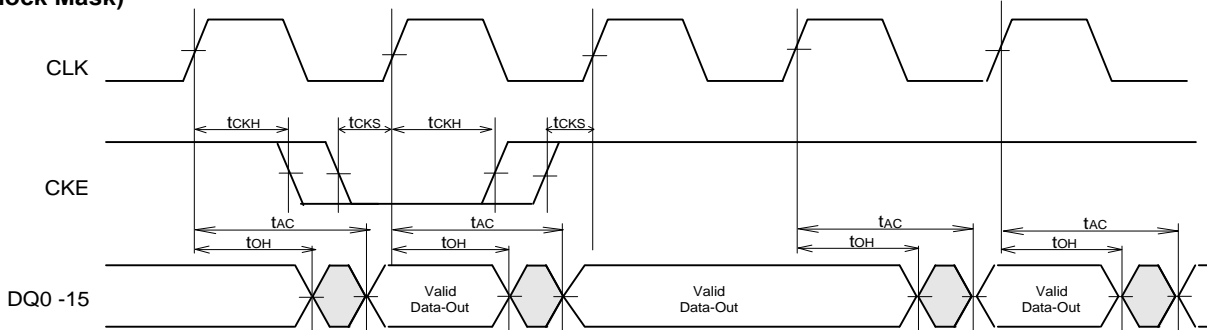 lock Mask)
CLK
tCKH tCKS tCKH tCKS
CKE
tAC tAC tAC tAC
tOH tOH tOH tOH
DQ0 -15
Valid Data-Out
Valid Data-Out
Valid Data-Out